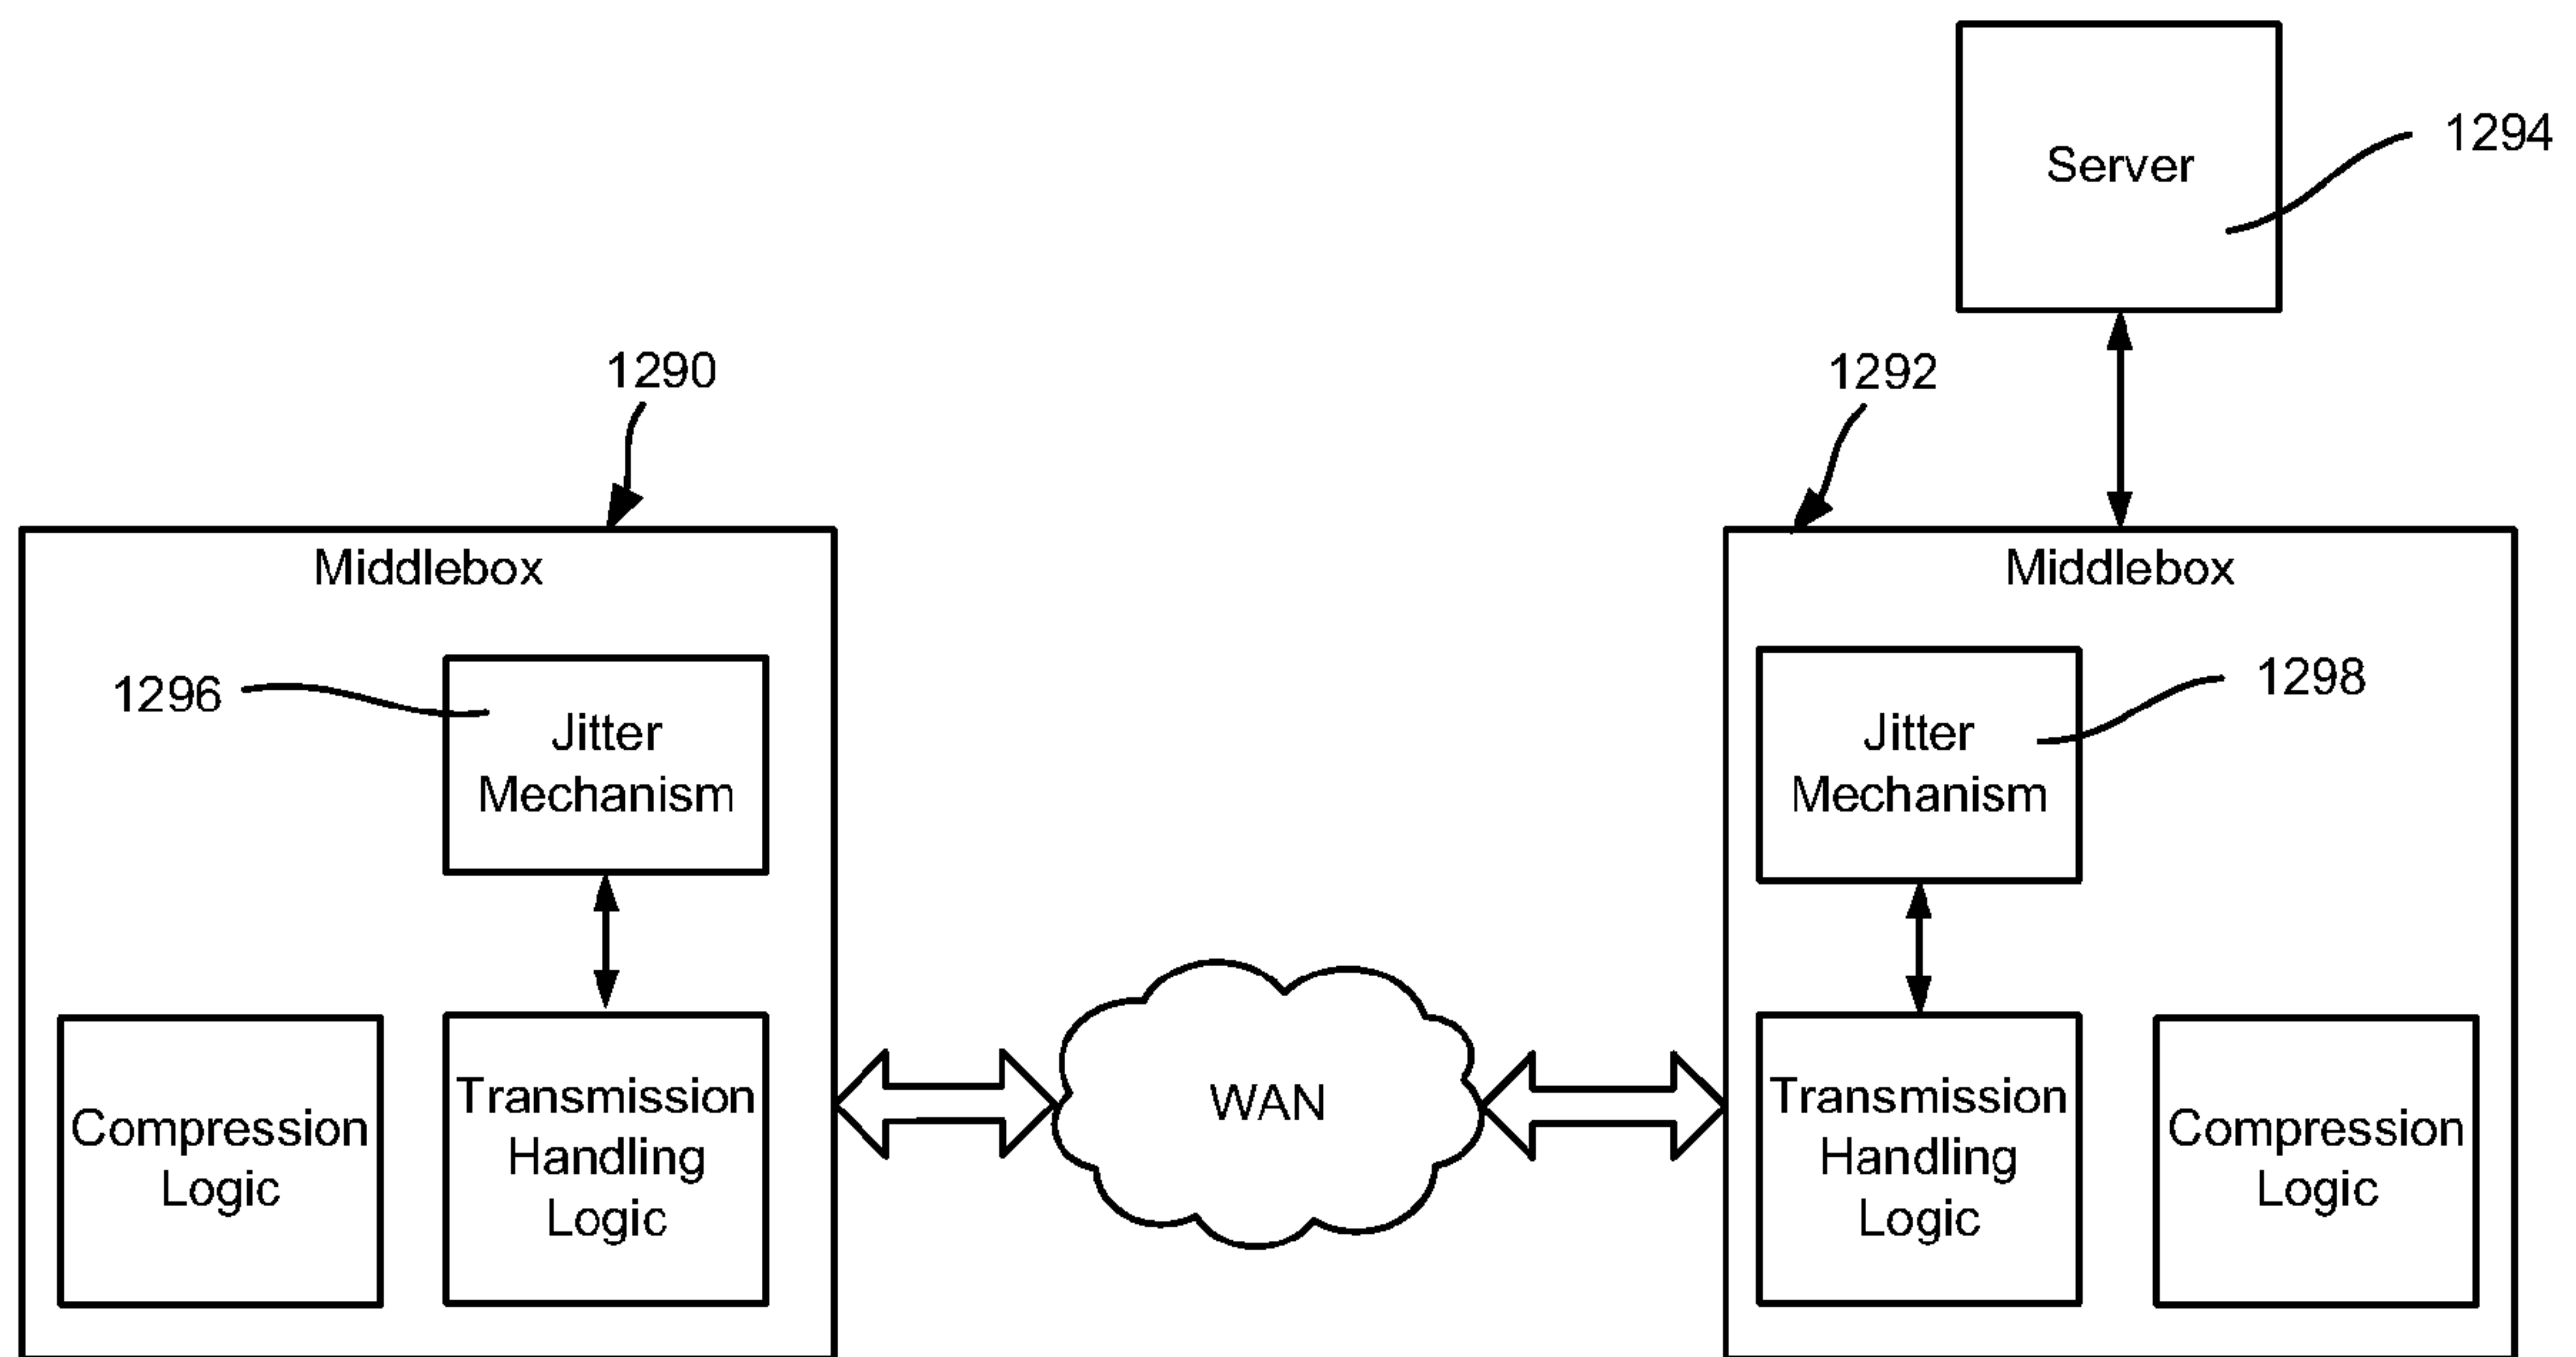 Server
1294
1290
1292
Middlebox
Middlebox
1296
Jitter
Mechanism
Jitter
Mechanism
1298
Compression
Logic
Transmission
Handling
Logic
WAN
Transmission
Handling
Logic
Compression
Logic